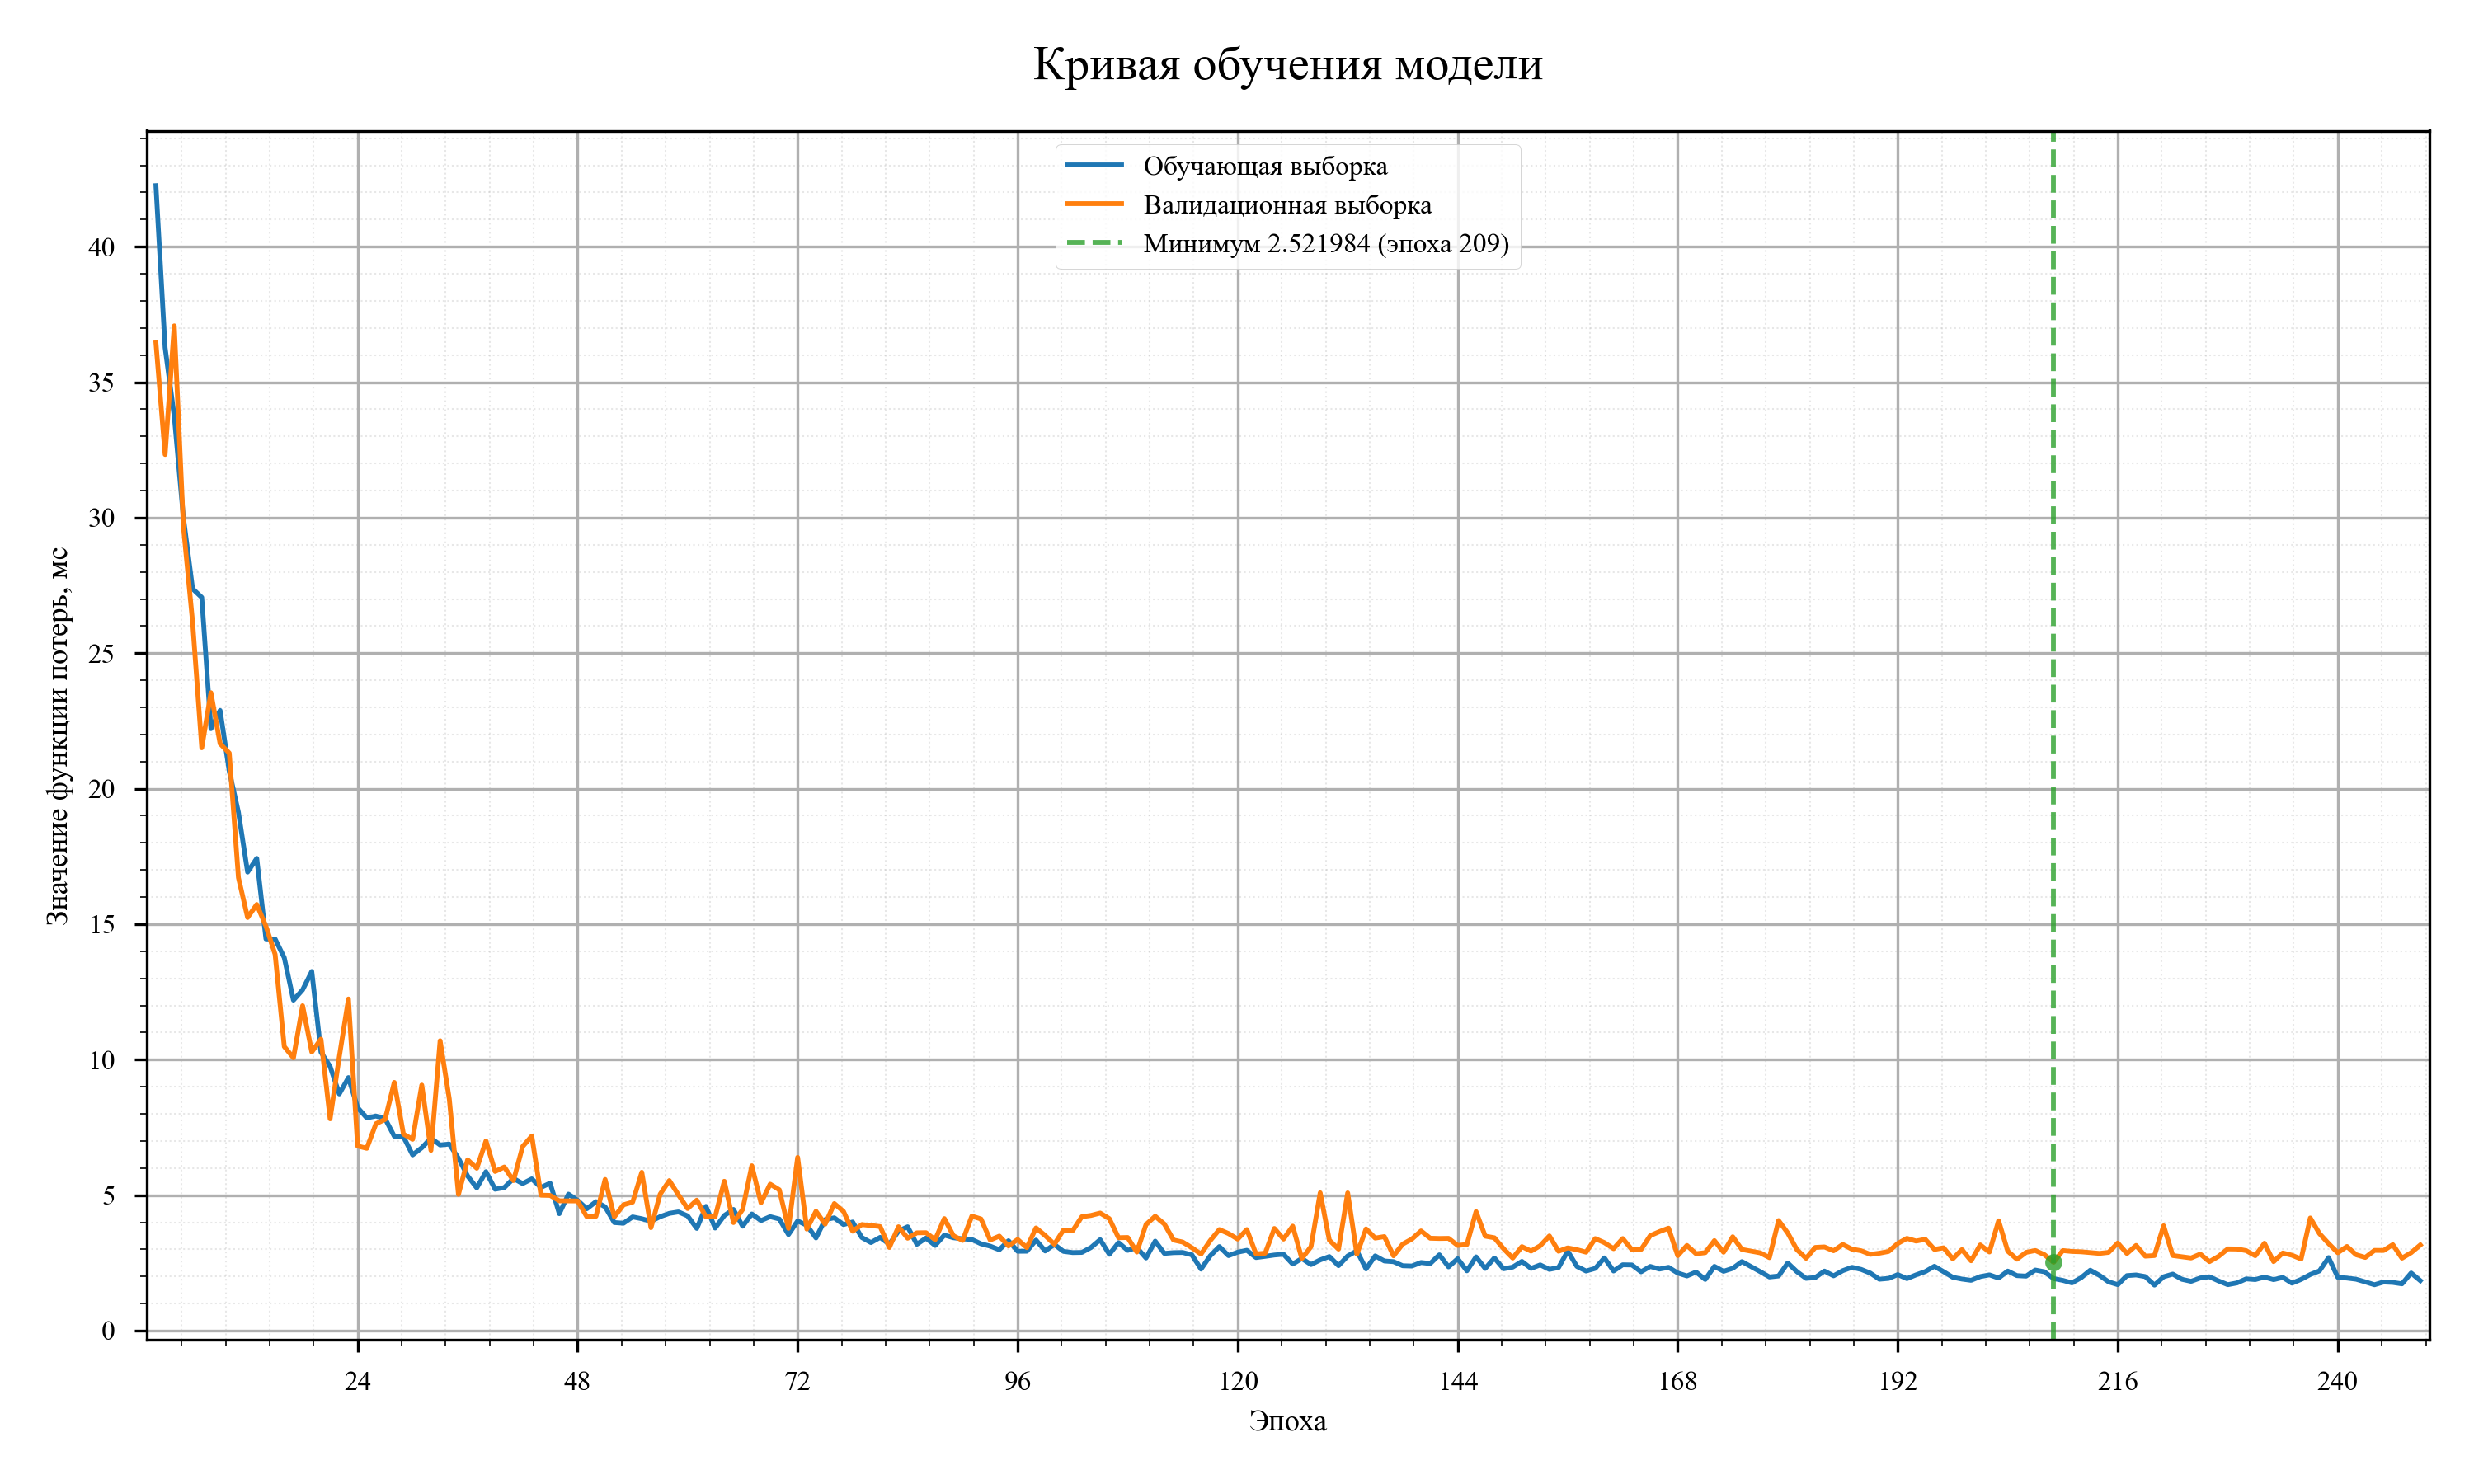 Кривая обучения модели
Обучающая выборка
Валидационная выборка
Минимум 2.521984 (эпоха 209)
Значение функции потерь, мс
40
35
30
25
20
15
10
5
0
24 48 72 96 120 144 168 192 216 240
Эпоха